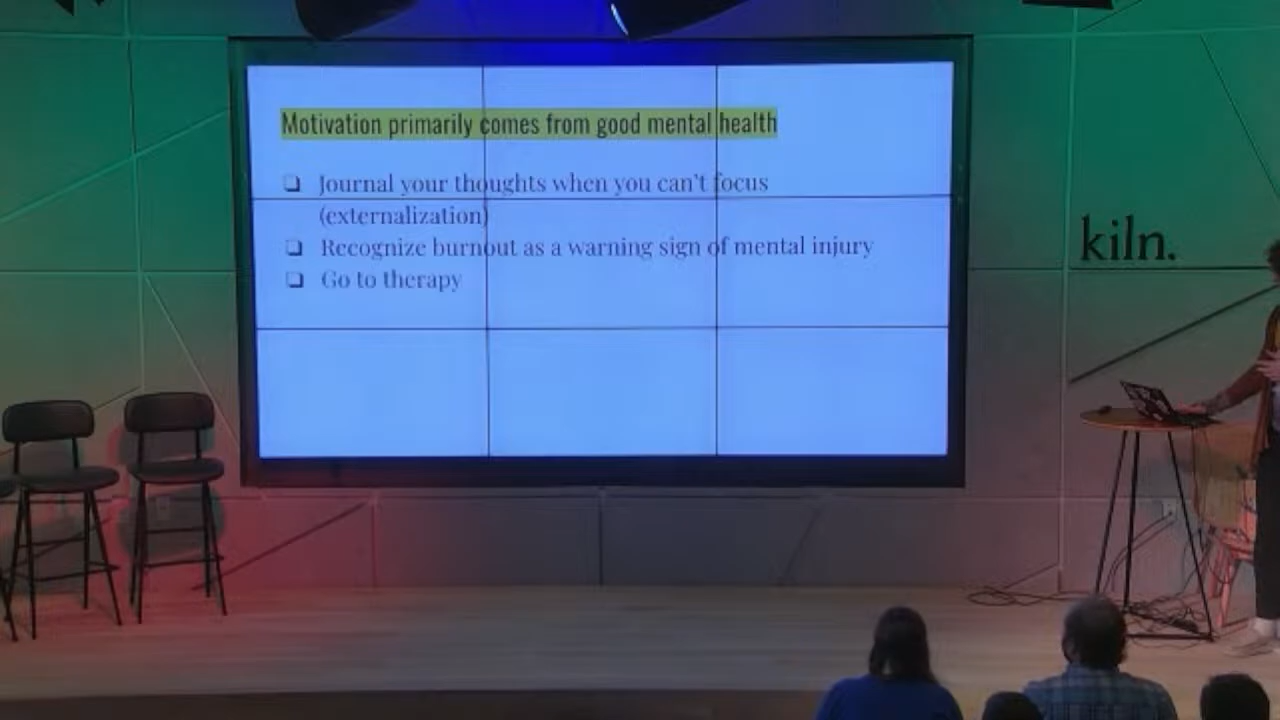 Motivation primarily comes from good mental health
Journal your thoughts when you can't focus
(externalization)
Recognize burnout as a warning sign of mental injury
Go to therapy
kiln.